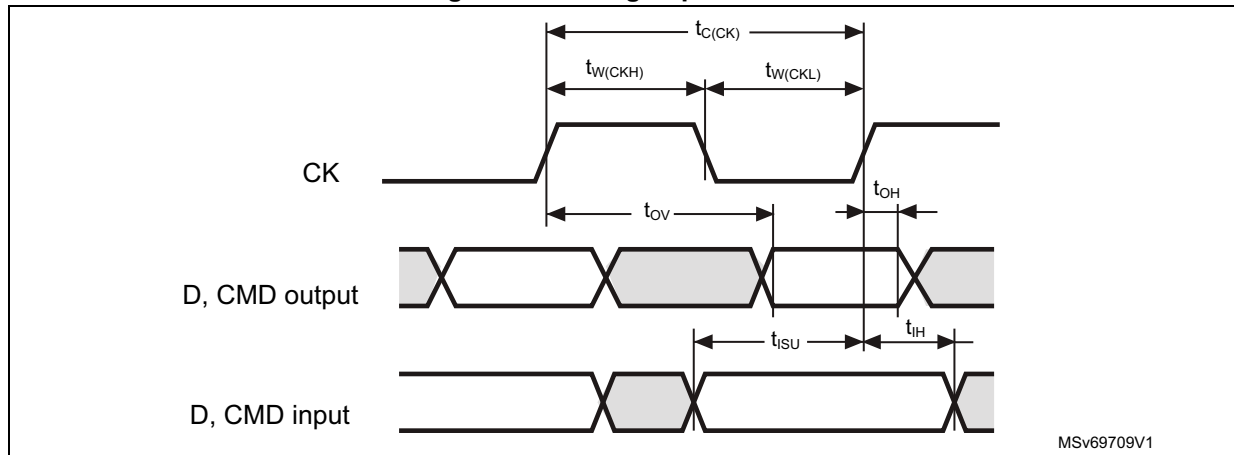 tC(CK)
tW(CKH) tW(CKL)
CK
tOH
tOV
D, CMD output
tISU tIH
D, CMD input
MSv69709V1